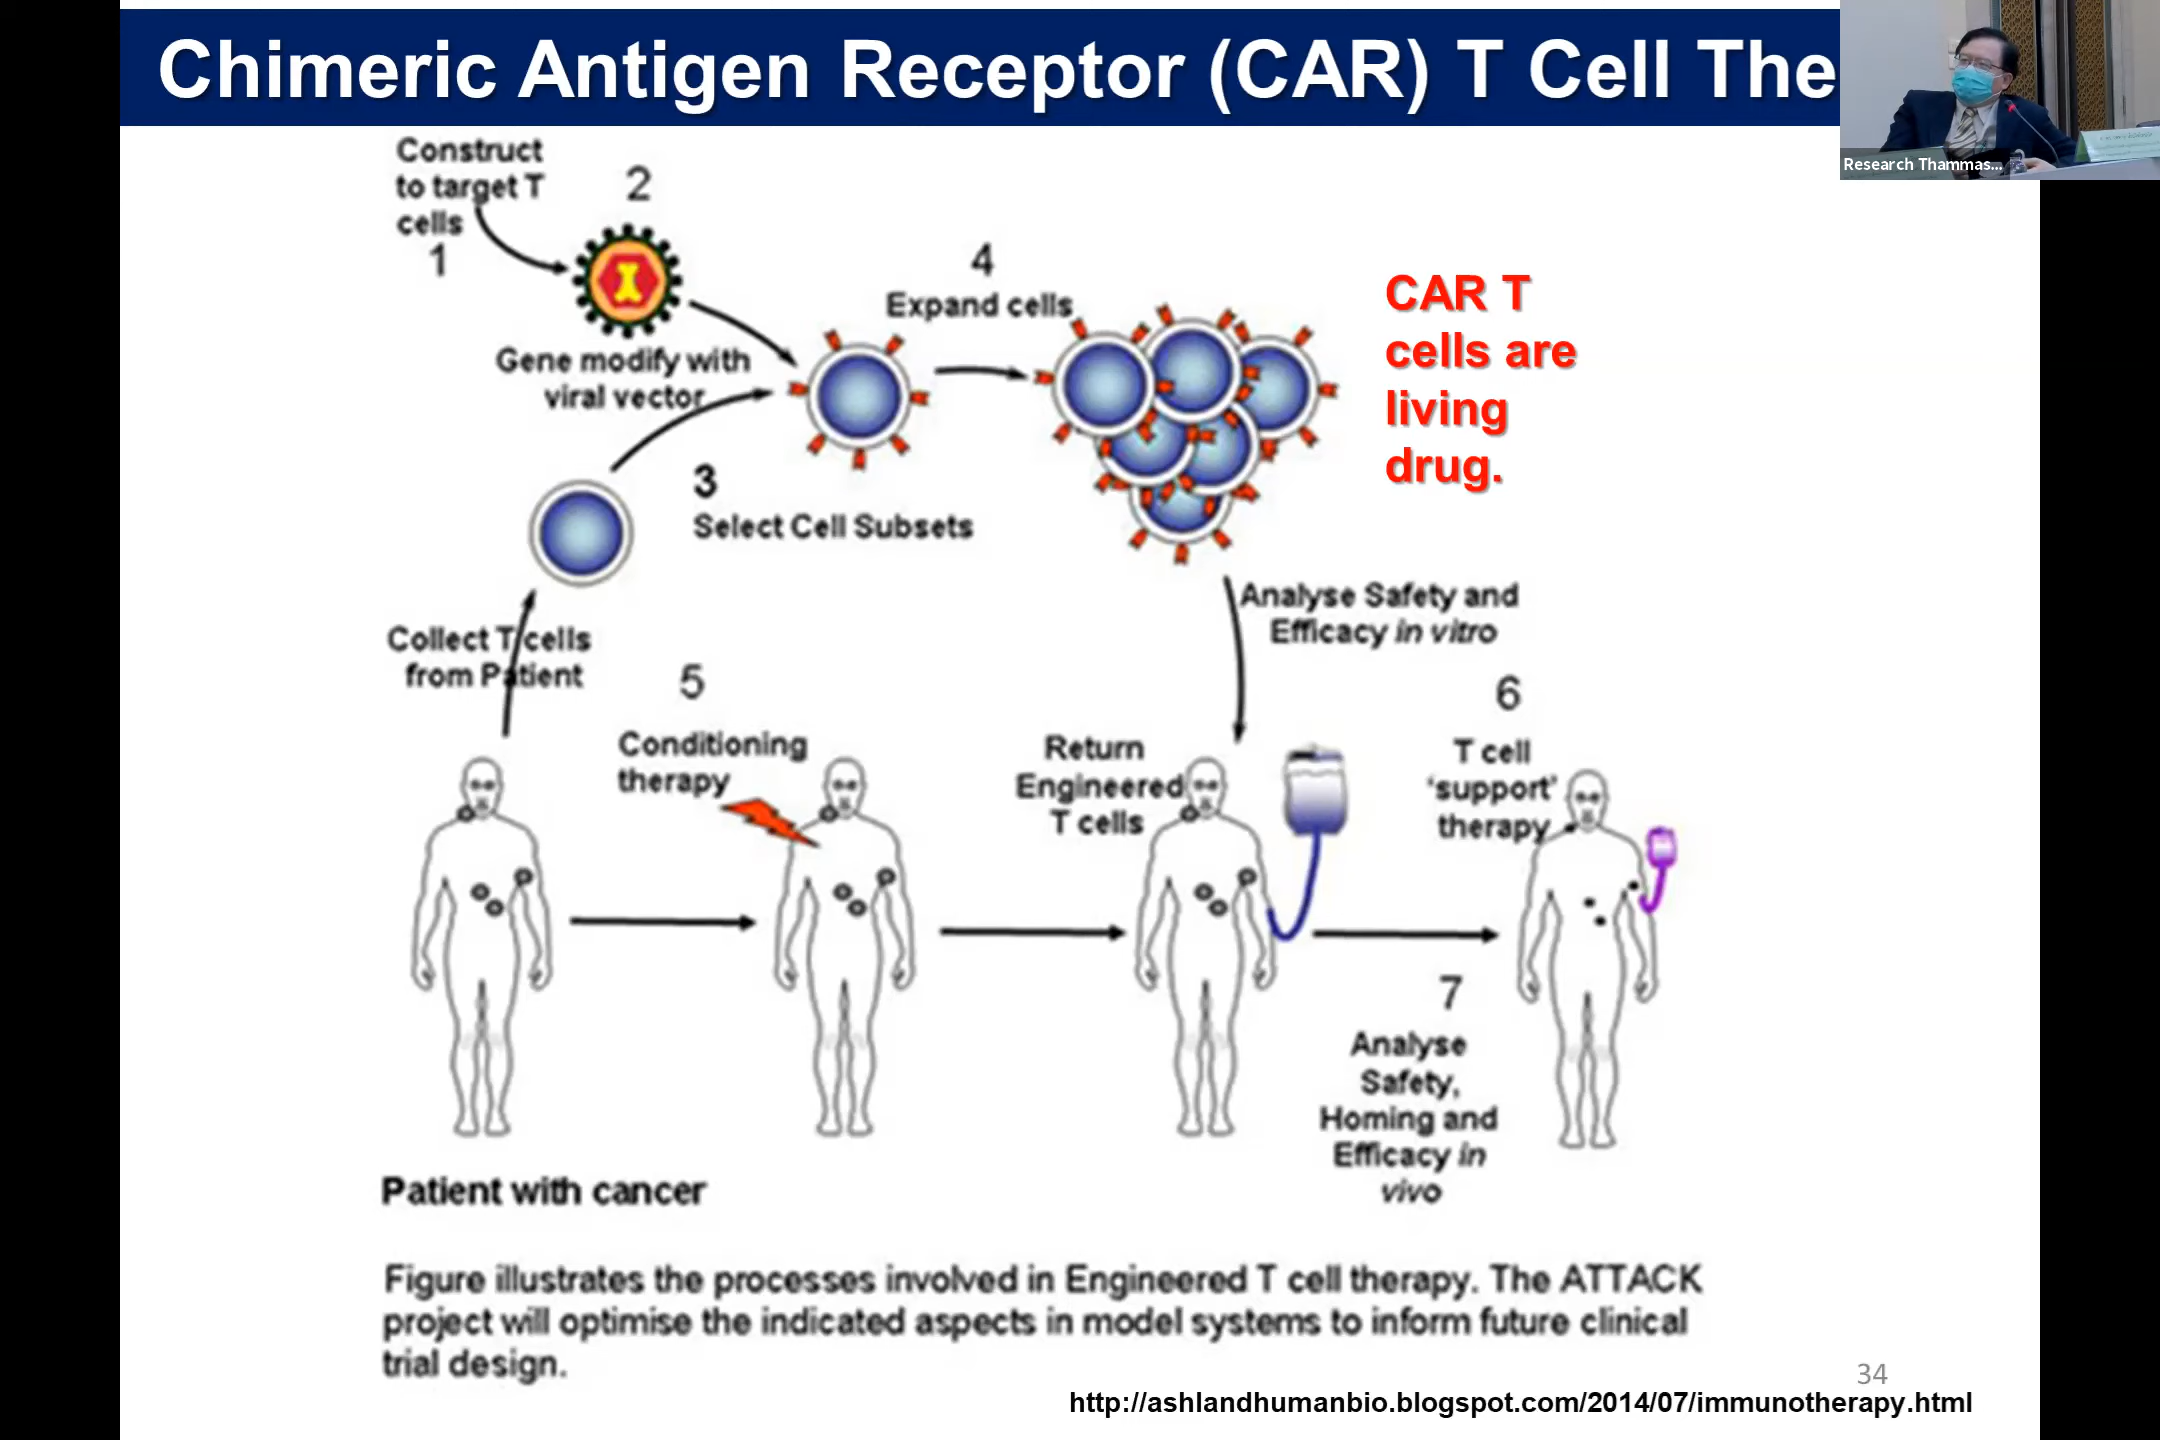 Chimeric Antigen Receptor (CAR) T Cell The
Research Thammas...
Construct
to target T
cells
1
2
Gene modify with
viral vector
3
Select Cell Subsets
4
Expand cells
CAR T
cells are
living
drug.
Collect T cells
from Patient
Analyse Safety and
Efficacy in vitro
5
Conditioning
therapy
Return
Engineered
T cells
6
T cell
‘support’
therapy
7
Analyse
Safety,
Homing and
Efficacy in
vivo
Patient with cancer
Figure illustrates the processes involved in Engineered T cell therapy. The ATTACK
project will optimise the indicated aspects in model systems to inform future clinical
trial design.
34
http://ashlandhumanbio.blogspot.com/2014/07/immunotherapy.html